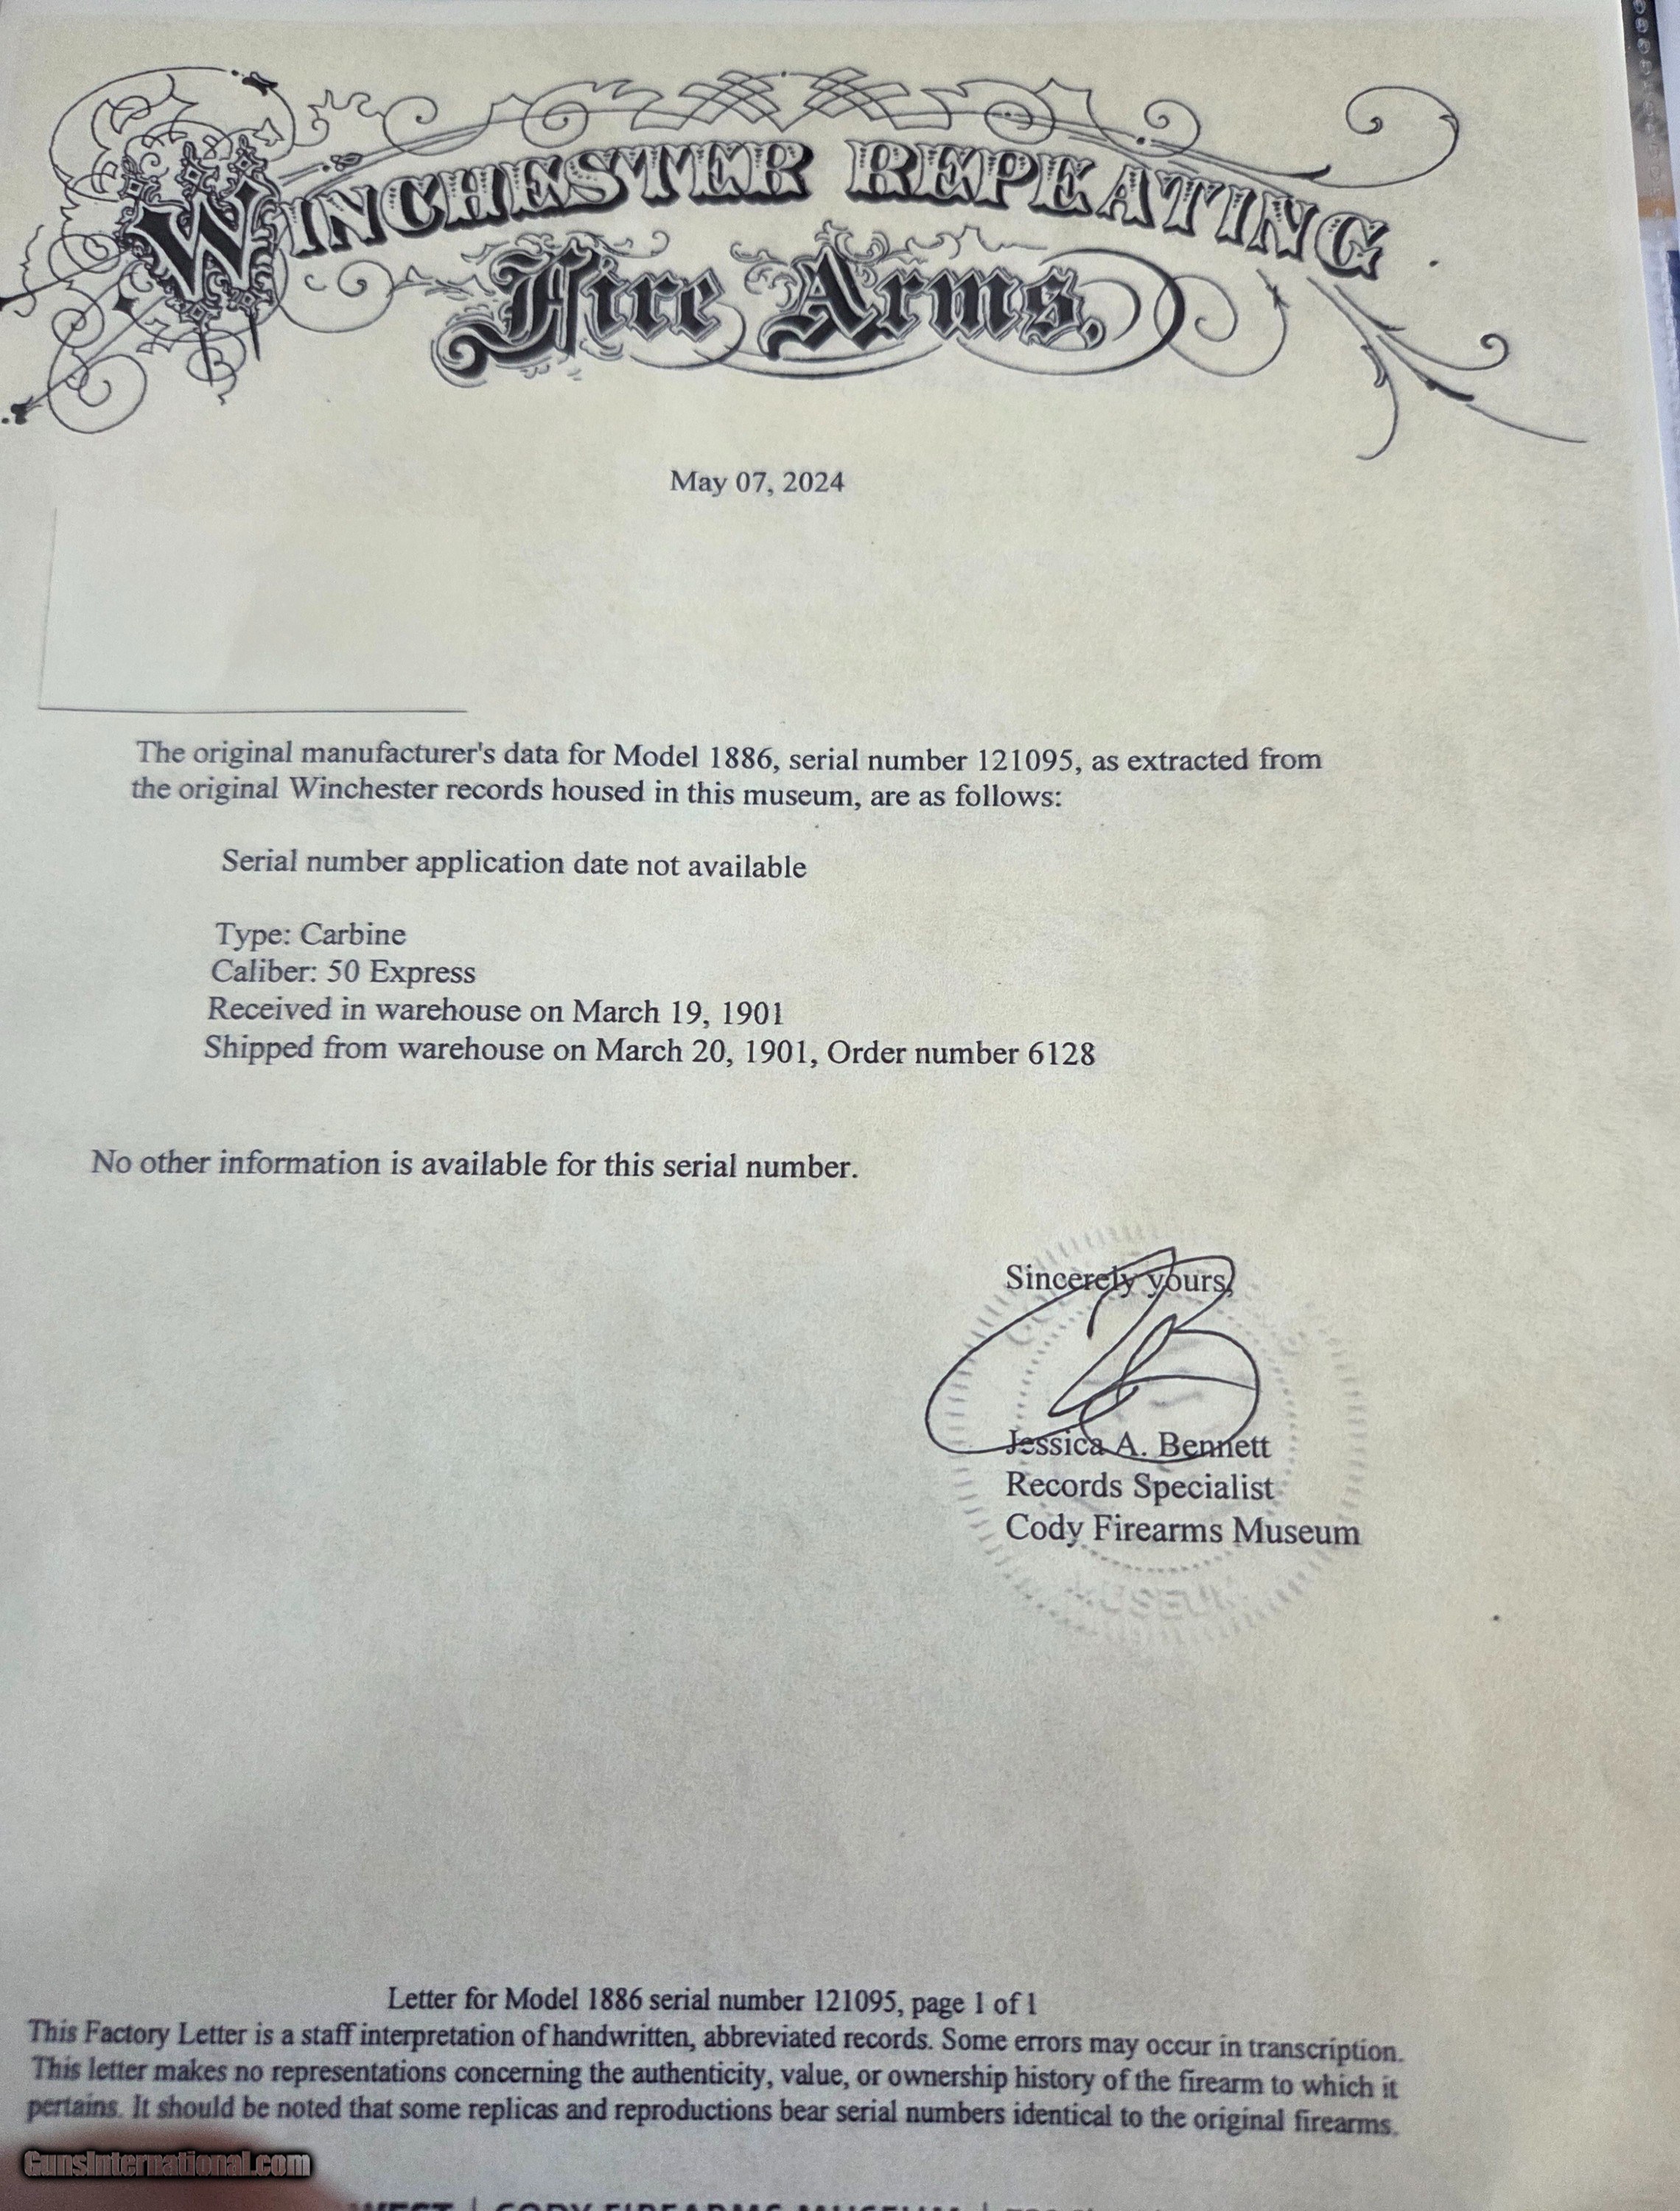 WINCHESTER REPEATING
Fire Arms.
May 07, 2024
The original manufacturer's data for Model 1886, serial number 121095, as extracted from
the original Winchester records housed in this museum, are as follows:
Serial number application date not available
Type: Carbine
Caliber: 50 Express
Received in warehouse on March 19, 1901
Shipped from warehouse on March 20, 1901, Order number 6128
No other information is available for this serial number.
Sincerely yours,
Jessica A. Bennett
Records Specialist
Cody Firearms Museum
MUSEUM
Letter for Model 1886 serial number 121095, page 1 of 1
This Factory Letter is a staff interpretation of handwritten, abbreviated records. Some errors may occur in transcription.
This letter makes no representations concerning the authenticity, value, or ownership history of the firearm to which it
pertains. It should be noted that some replicas and reproductions bear serial numbers identical to the original firearms.
GunsInternational.com
WEST | CODY FIREARMS MUSEUM |